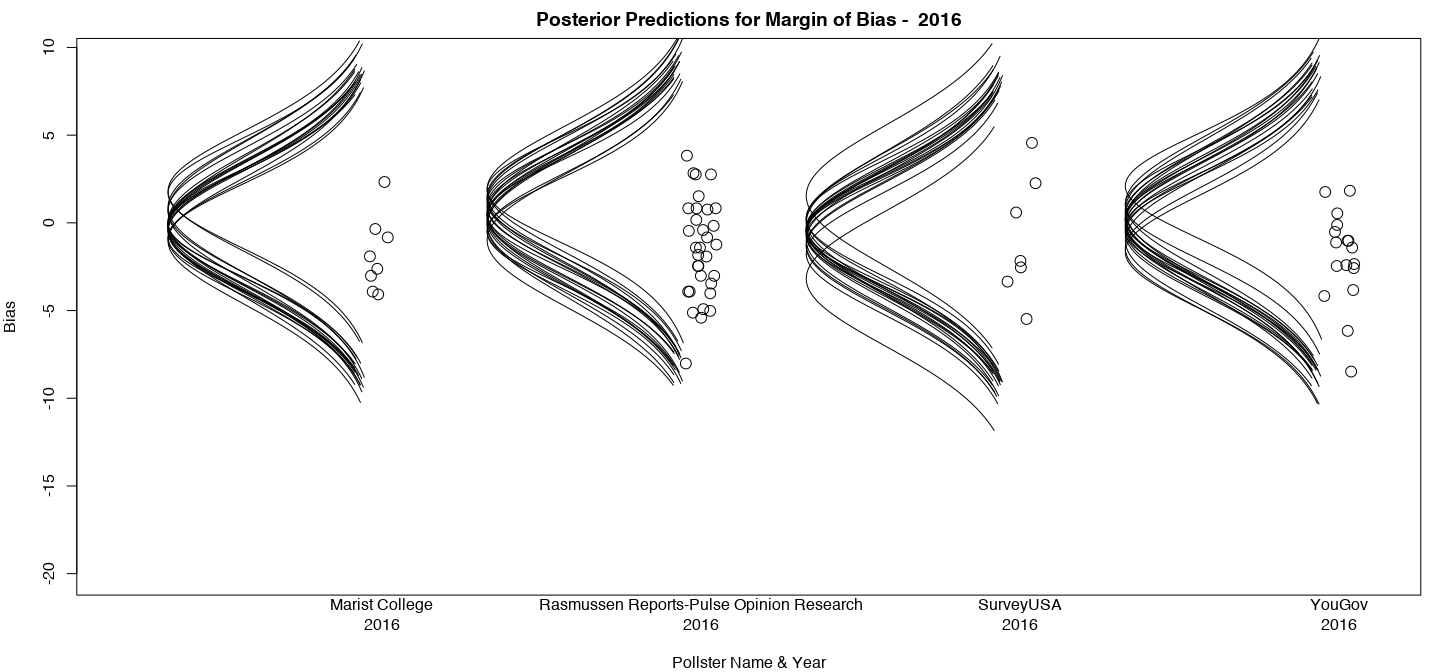 Posterior Predictions for Margin of Bias - 2016
Bias
10
5
0
-5
-10
-15
-20
Marist College
2016
Rasmussen Reports-Pulse Opinion Research
2016
SurveyUSA
2016
YouGov
2016
Pollster Name & Year